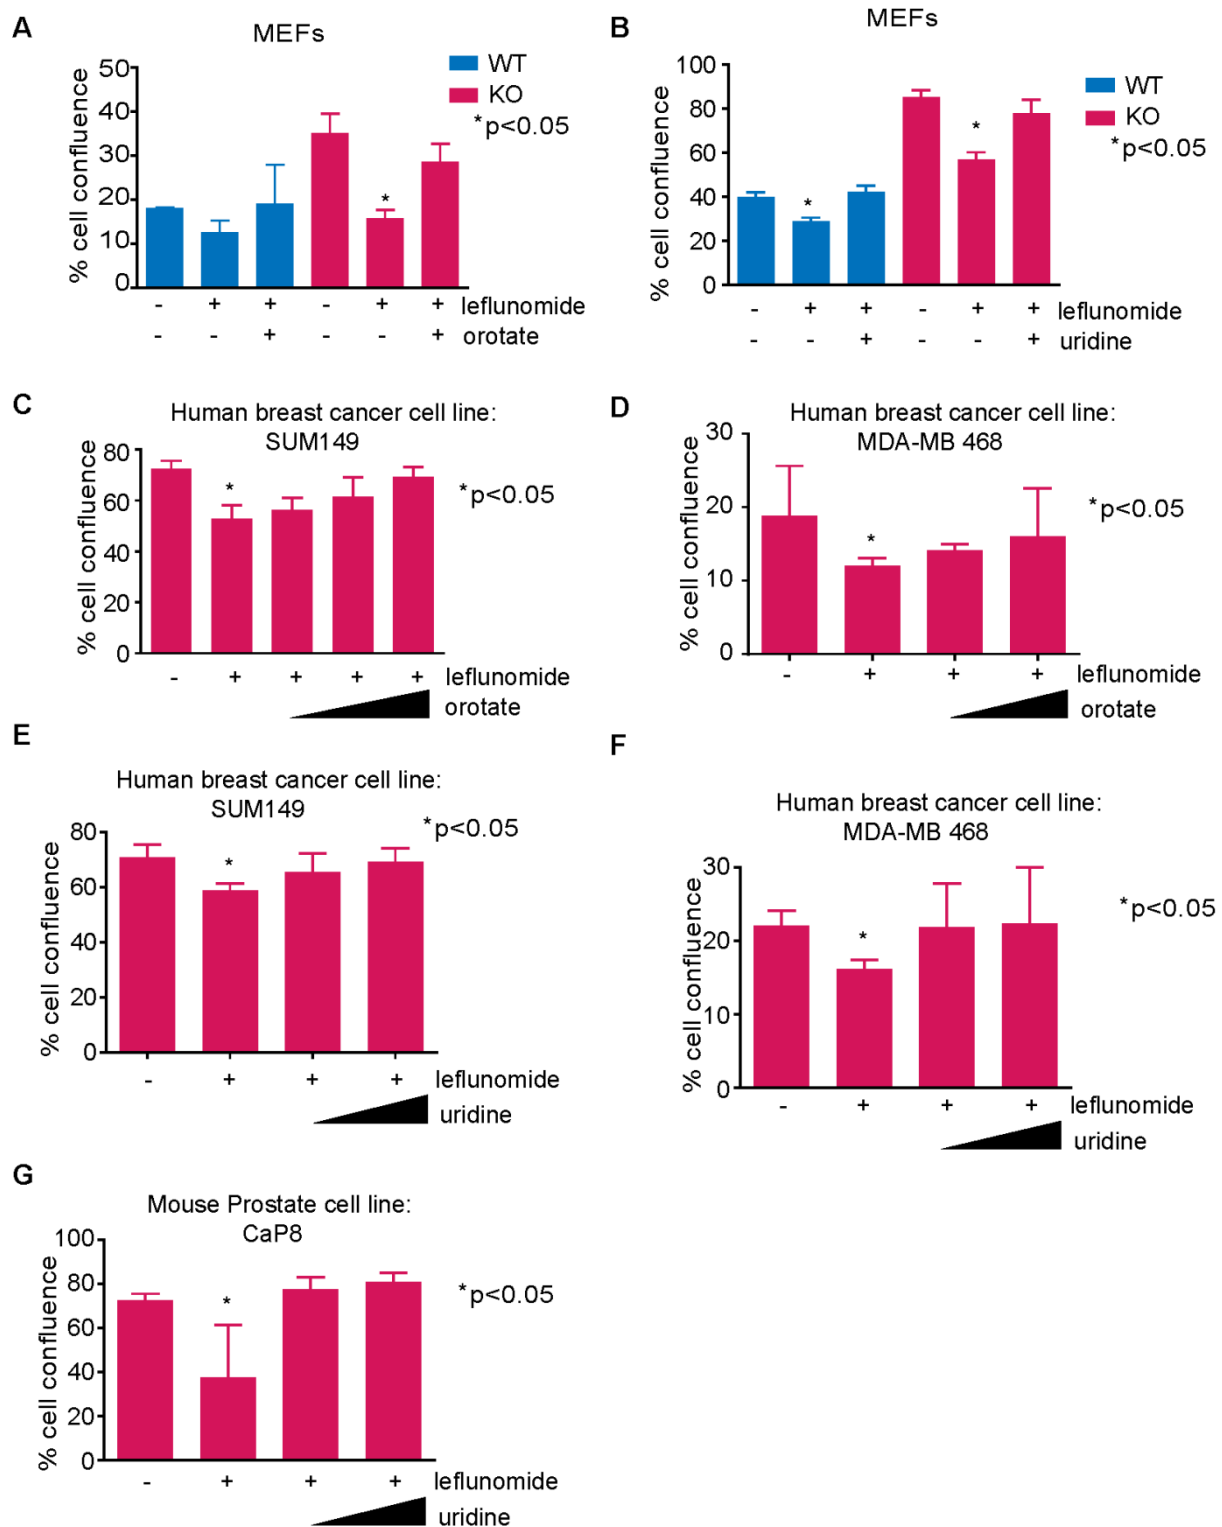 A
MEFs
WT
KO
*p<0.05
% cell confluence
50
40
30
20
10
0
*
- + + - + + leflunomide
- - + - - + orotate
B
MEFs
WT
KO
*p<0.05
% cell confluence
100
80
60
40
20
0
*
*
- + + - + + leflunomide
- - + - - + uridine
C
Human breast cancer cell line:
SUM149
*p<0.05
% cell confluence
80
60
40
20
0
*
- + + + + leflunomide
orotate
D
Human breast cancer cell line:
MDA-MB 468
*p<0.05
% cell confluence
30
20
10
0
*
- + + + leflunomide
orotate
E
Human breast cancer cell line:
SUM149
*p<0.05
% cell confluence
80
60
40
20
0
*
- + + + leflunomide
uridine
F
Human breast cancer cell line:
MDA-MB 468
*p<0.05
% cell confluence
30
20
10
0
*
- + + + leflunomide
uridine
G
Mouse Prostate cell line:
CaP8
*p<0.05
% cell confluence
100
80
60
40
20
0
*
- + + + leflunomide
uridine